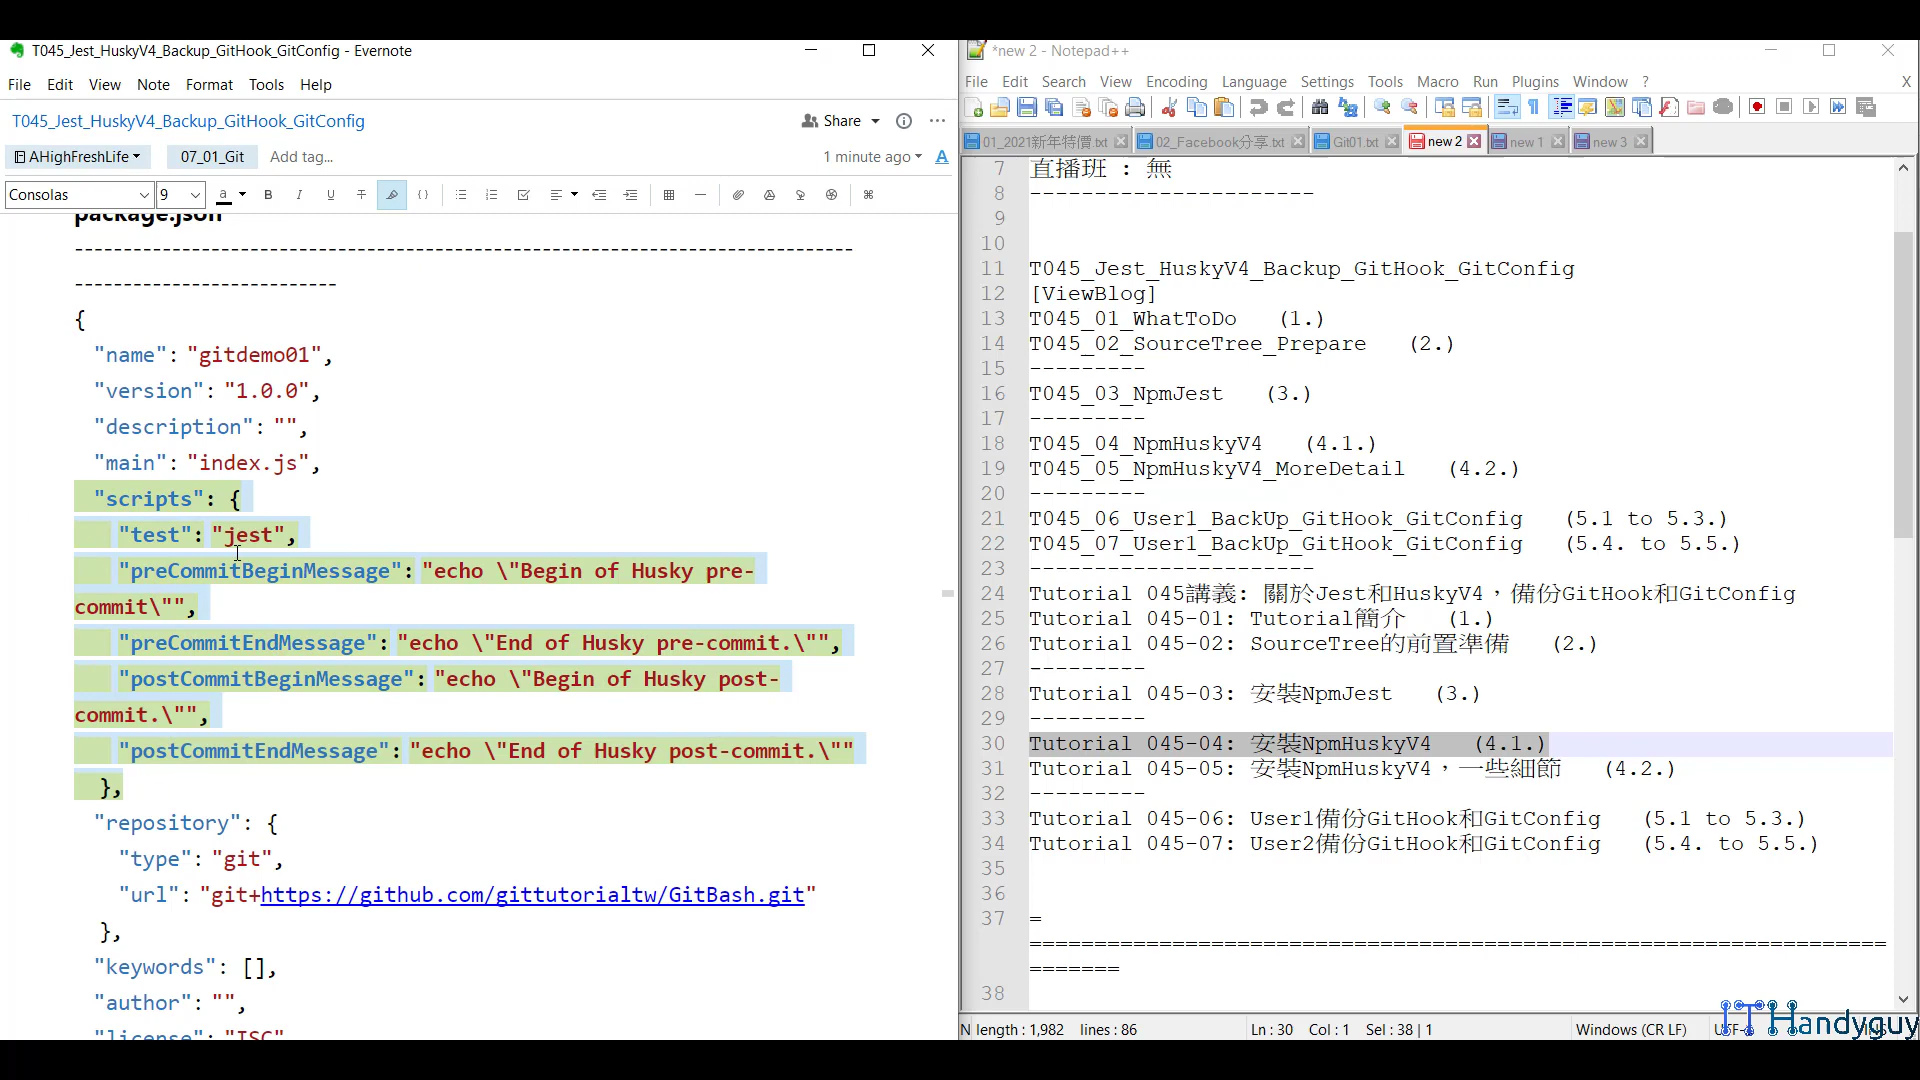 T045_Jest_HuskyV4_Backup_GitHook_GitConfig - Evernote
File Edit View Note Format Tools Help
T045_Jest_HuskyV4_Backup_GitHook_GitConfig
Share
AHighFreshLife
07_01_Git
Add tag...
1 minute ago
Consolas
9
package.json
--------------------------------------------------------------------------------
---------------------------
{
"name": "gitdemo01",
"version": "1.0.0",
"description": "",
"main": "index.js",
"scripts": {
"test": "jest",
"preCommitBeginMessage": "echo \"Begin of Husky pre-
commit\"",
"preCommitEndMessage": "echo \"End of Husky pre-commit.\"",
"postCommitBeginMessage": "echo \"Begin of Husky post-
commit.\"",
"postCommitEndMessage": "echo \"End of Husky post-commit.\""
},
"repository": {
"type": "git",
"url": "git+https://github.com/gittutorialtw/GitBash.git"
},
"keywords": [],
"author": "",
"license": "ISC"
*new 2 - Notepad++
File Edit Search View Encoding Language Settings Tools Macro Run Plugins Window ?
X
01_2021新年特價.txt 02_Facebook分享.txt Git01.txt new 2 new 1 new 3
7 直播班 : 無
8 ----------------------
9
10
11 T045_Jest_HuskyV4_Backup_GitHook_GitConfig
12 [ViewBlog]
13 T045_01_WhatToDo (1.)
14 T045_02_SourceTree_Prepare (2.)
15 ---------
16 T045_03_NpmJest (3.)
17 ---------
18 T045_04_NpmHuskyV4 (4.1.)
19 T045_05_NpmHuskyV4_MoreDetail (4.2.)
20 ---------
21 T045_06_User1_BackUp_GitHook_GitConfig (5.1 to 5.3.)
22 T045_07_User1_BackUp_GitHook_GitConfig (5.4. to 5.5.)
23 ----------------------
24 Tutorial 045講義: 關於Jest和HuskyV4，備份GitHook和GitConfig
25 Tutorial 045-01: Tutorial簡介 (1.)
26 Tutorial 045-02: SourceTree的前置準備 (2.)
27 ---------
28 Tutorial 045-03: 安裝NpmJest (3.)
29 ---------
30 Tutorial 045-04: 安裝NpmHuskyV4 (4.1.)
31 Tutorial 045-05: 安裝NpmHuskyV4，一些細節 (4.2.)
32 ---------
33 Tutorial 045-06: User1備份GitHook和GitConfig (5.1 to 5.3.)
34 Tutorial 045-07: User2備份GitHook和GitConfig (5.4. to 5.5.)
35
36
37 =
==================================================================
=======
38
N length : 1,982 lines : 86 Ln : 30 Col : 1 Sel : 38 | 1 Windows (CR LF)
IT Handyguy